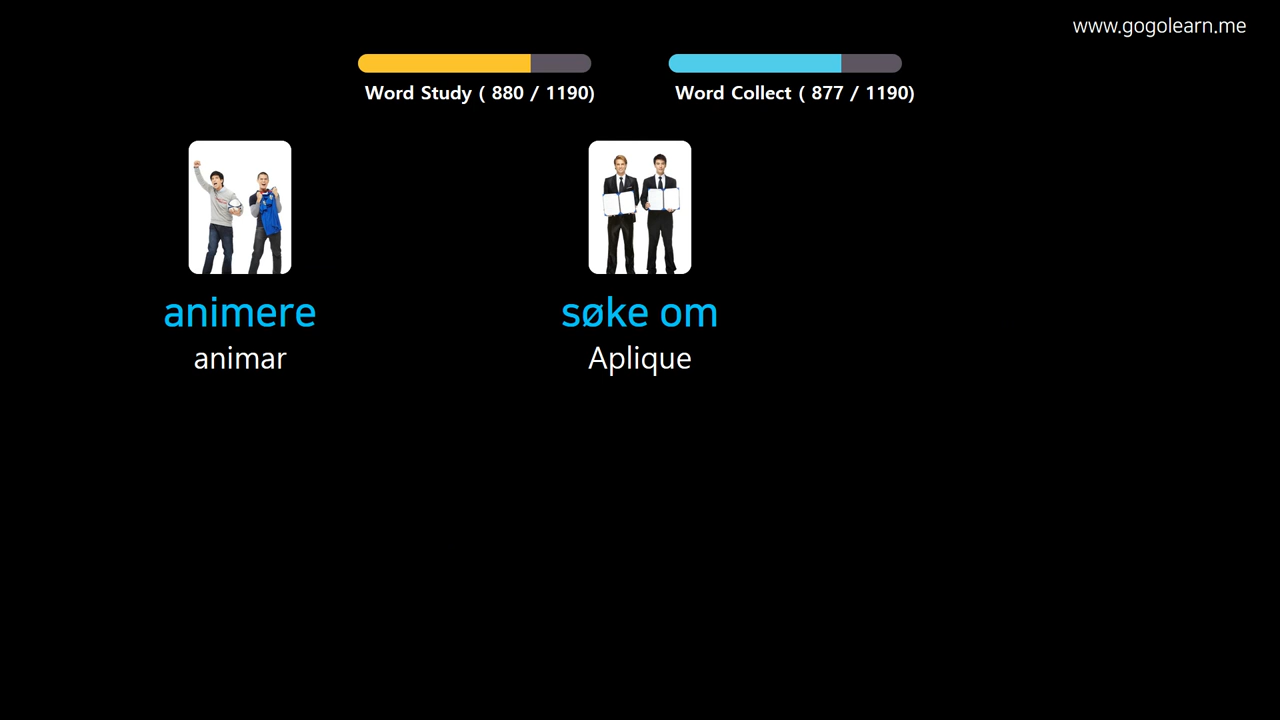 www.gogolearn.me
Word Study ( 880 / 1190)
Word Collect ( 877 / 1190)
animere
animar
søke om
Aplique